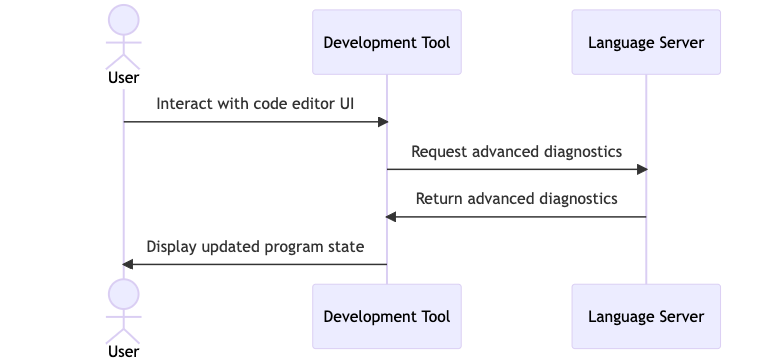 Development Tool
Language Server
User
Interact with code editor UI
Request advanced diagnostics
Return advanced diagnostics
Display updated program state
Development Tool
Language Server
User